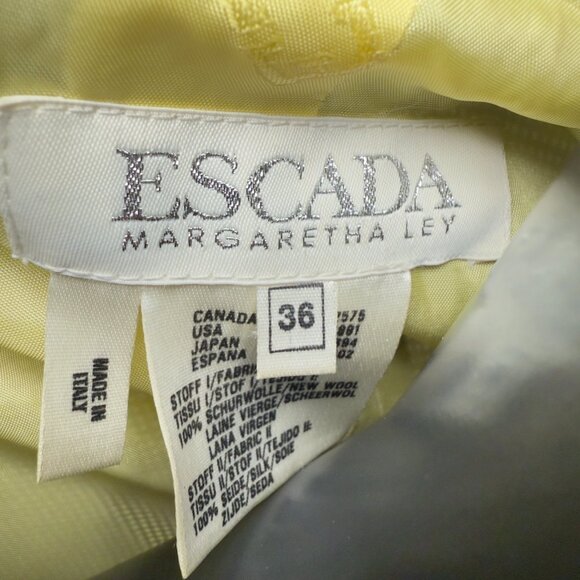 ESCADA
MARGARETHA LEY
36
MADE IN
ITALY
CANADA 7575
USA
JAPAN
ESPANA
STOFF I/FABRIC
TISSU I/STOF I/TEJIDO I:
100% SCHURWOLLE/NEW WOOL
LAINE VIERGE/SCHEERWOL
LANA VIRGEN
STOFF II/FABRIC II
TISSU II/STOF II/TEJIDO II:
100% SEIDE/SILK/SOIE
ZIJDE/SEDA